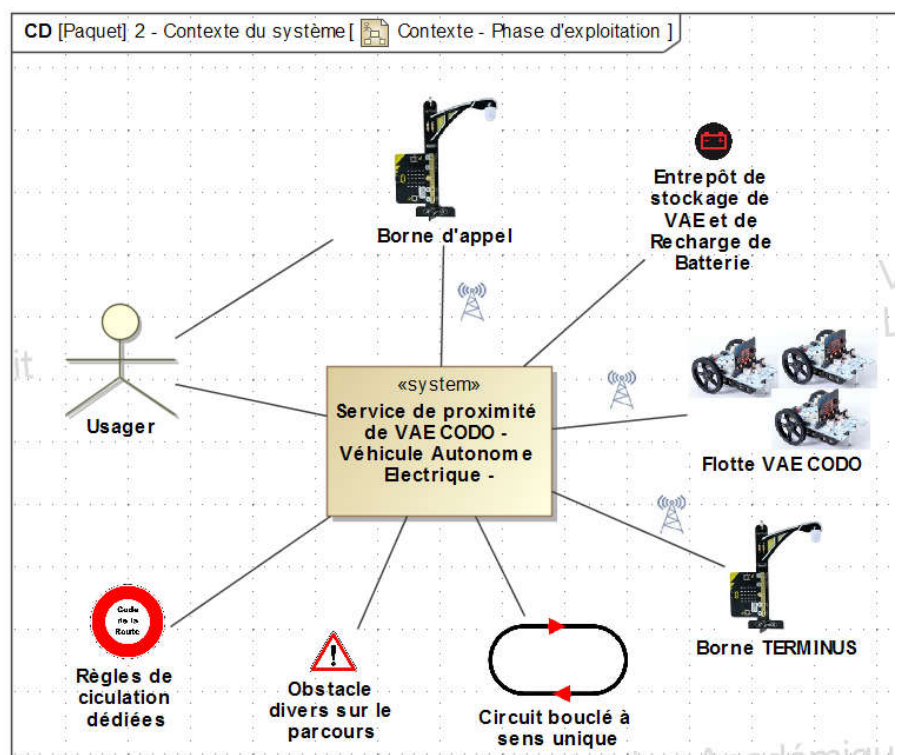 CD [Paquet] 2 - Contexte du système [ Contexte - Phase d'exploitation ]
Borne d'appel
Entrepôt de
stockage de
VAE et de
Recharge de
Batterie
Usager
«system»
Service de proximité
de VAE CODO -
Véhicule Autonome
Electrique -
Flotte VAE CODO
Borne TERMINUS
Code
de la
Route
Règles de
ciculation
dédiées
Obstacle
divers sur le
parcours
Circuit bouclé à
sens unique